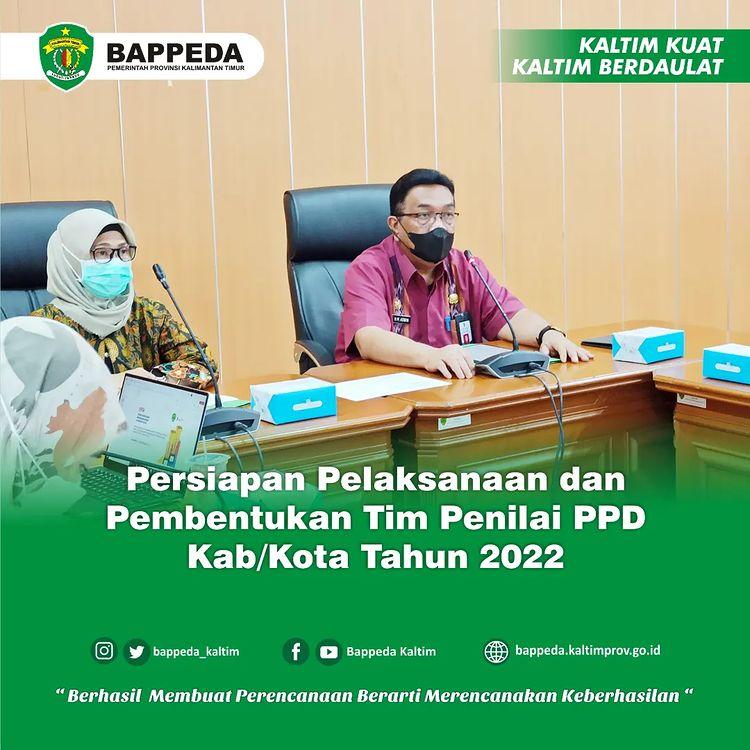 BAPPEDA
PEMERINTAH PROVINSI KALIMANTAN TIMUR
KALTIM KUAT
KALTIM BERDAULAT
Persiapan Pelaksanaan dan
Pembentukan Tim Penilai PPD
Kab/Kota Tahun 2022
bappeda_kaltim
Bappeda Kaltim
bappeda.kaltimprov.go.id
“ Berhasil Membuat Perencanaan Berarti Merencanakan Keberhasilan “